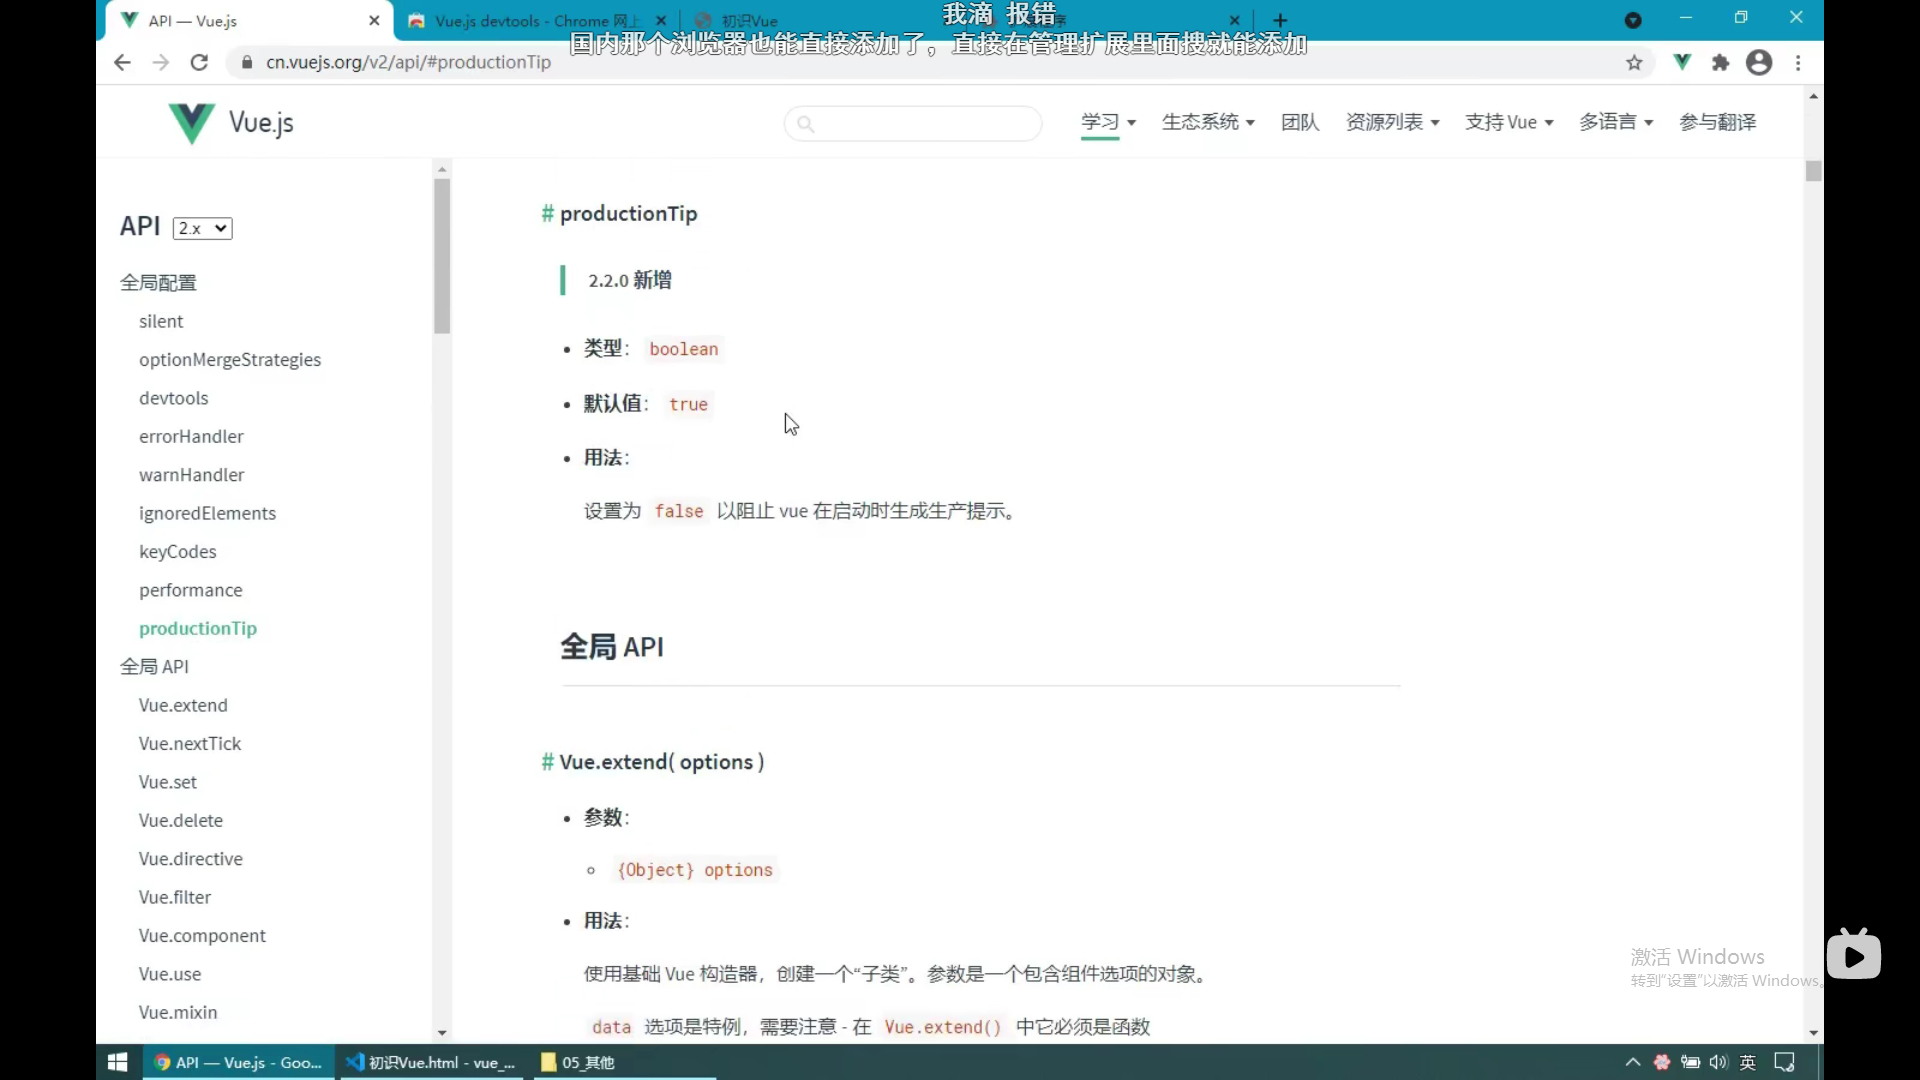 API — Vue.js
Vue.js devtools - Chrome 网上
初识Vue
我滴 报错
国内那个浏览器也能直接添加了，直接在管理扩展里面搜就能添加
cn.vuejs.org/v2/api/#productionTip
Vue.js
学习
生态系统
团队
资源列表
支持 Vue
多语言
参与翻译
API
2.x
全局配置
silent
optionMergeStrategies
devtools
errorHandler
warnHandler
ignoredElements
keyCodes
performance
productionTip
全局 API
Vue.extend
Vue.nextTick
Vue.set
Vue.delete
Vue.directive
Vue.filter
Vue.component
Vue.use
Vue.mixin
# productionTip
2.2.0 新增
类型： boolean
默认值： true
用法：
设置为 false 以阻止 vue 在启动时生成生产提示。
全局 API
# Vue.extend( options )
参数：
{Object} options
用法：
使用基础 Vue 构造器，创建一个“子类”。参数是一个包含组件选项的对象。
data 选项是特例，需要注意 - 在 Vue.extend() 中它必须是函数
激活 Windows
转到“设置”以激活 Windows。
API — Vue.js - Goo...
初识Vue.html - vue_...
05_其他
英